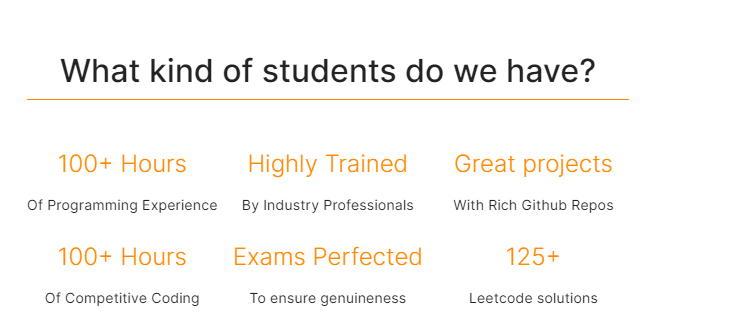 What kind of students do we have?
100+ Hours
Of Programming Experience
Highly Trained
By Industry Professionals
Great projects
With Rich Github Repos
100+ Hours
Of Competitive Coding
Exams Perfected
To ensure genuineness
125+
Leetcode solutions